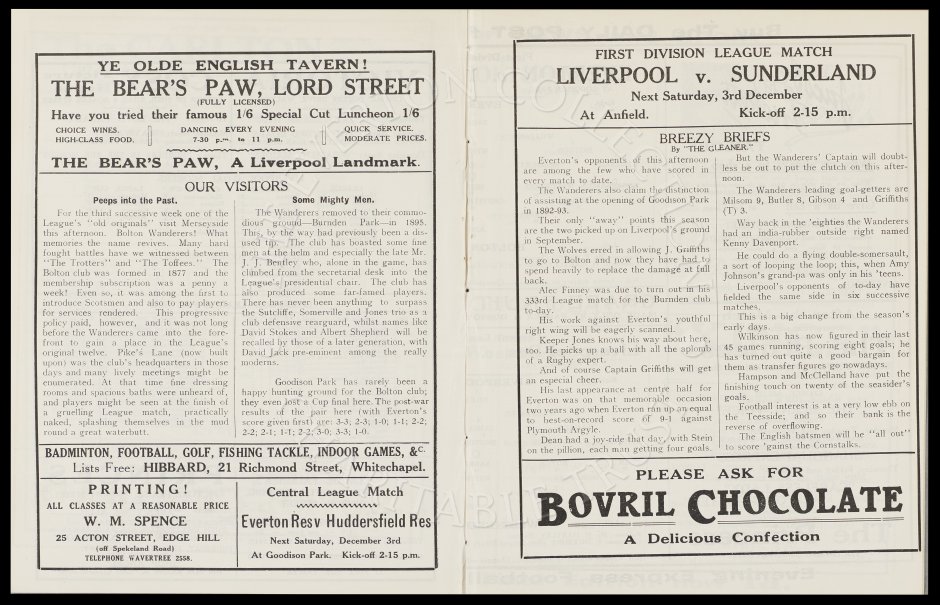 YE OLDE ENGLISH TAVERN!
THE BEAR'S PAW, LORD STREET
(FULLY LICENSED)
Have you tried their famous 1/6 Special Cut Luncheon 1/6
CHOICE WINES.
HIGH-CLASS FOOD.
DANCING EVERY EVENING
7-30 p.m. to 11 p.m.
QUICK SERVICE.
MODERATE PRICES.
THE BEAR'S PAW, A Liverpool Landmark.
OUR VISITORS
Peeps into the Past.
For the third successive week one of the
League's "old originals" visit Merseyside
this afternoon. Bolton Wanderers! What
memories the name revives. Many hard
fought battles have we witnessed between
"The Trotters" and "The Toffees." The
Bolton club was formed in 1877 and the
membership subscription was a penny a
week! Even so, it was among the first to
introduce Scotsmen and also to pay players
for services rendered. This progressive
policy paid, however, and it was not long
before the Wanderers came into the fore-
front to gain a place in the League's
original twelve. Pike's Lane (now built
upon) was the club's headquarters in those
days and many lively meetings might be
enumerated. At that time fine dressing
rooms and spacious baths were unheard of,
and players might be seen at the finish of
a gruelling League match, practically
naked, splashing themselves in the mud
round a great waterbutt.
Some Mighty Men.
The Wanderers removed to their commo-
dious ground—Burnden Park—in 1895.
This, by the way had previously been a dis-
used tip. The club has boasted some fine
men at the helm and especially the late Mr.
J. J. Bentley who, alone in the game, has
climbed from the secretarial desk into the
League's presidential chair. The club has
also produced some far-famed players.
There has never been anything to surpass
the Sutcliffe, Somerville and Jones trio as a
club defensive rearguard, whilst names like
David Stokes and Albert Shepherd will be
recalled by those of a later generation, with
David Jack pre-eminent among the really
moderns.
Goodison Park has rarely been a
happy hunting ground for the Bolton club;
they even lost a Cup final here. The post-war
results of the pair here (with Everton's
score given first) are: 3-3; 2-3; 1-0; 1-1; 2-2;
2-2; 2-1; 1-1; 2-2; 3-0; 3-3; 1-0.
BADMINTON, FOOTBALL, GOLF, FISHING TACKLE, INDOOR GAMES, &C.
Lists Free: HIBBARD, 21 Richmond Street, Whitechapel.
PRINTING!
ALL CLASSES AT A REASONABLE PRICE
W. M. SPENCE
25 ACTON STREET, EDGE HILL
(off Spekeland Road)
TELEPHONE WAVERTREE 2558.
Central League Match
Everton Res v Huddersfield Res
Next Saturday, December 3rd
At Goodison Park. Kick-off 2-15 p.m.
FIRST DIVISION LEAGUE MATCH
LIVERPOOL v. SUNDERLAND
Next Saturday, 3rd December
At Anfield. Kick-off 2-15 p.m.
BREEZY BRIEFS
By "THE GLEANER."
Everton's opponents of this afternoon
are among the few who have scored in
every match to date.
The Wanderers also claim the distinction
of assisting at the opening of Goodison Park
in 1892-93.
Their only "away" points this season
are the two picked up on Liverpool's ground
in September.
The Wolves erred in allowing J. Griffiths
to go to Bolton and now they have had to
spend heavily to replace the damage at full
back.
Alec Finney was due to turn out in his
333rd League match for the Burnden club
to-day.
His work against Everton's youthful
right wing will be eagerly scanned.
Keeper Jones knows his way about here,
too. He picks up a ball with all the aplomb
of a Rugby expert.
And of course Captain Griffiths will get
an especial cheer.
His last appearance at centre half for
Everton was on that memorable occasion
two years ago when Everton ran up an equal
to best-on-record score of 9-1 against
Plymouth Argyle.
Dean had a joy-ride that day, with Stein
on the pillion, each man getting four goals.
But the Wanderers' Captain will doubt-
less be out to put the clutch on this after-
noon.
The Wanderers leading goal-getters are
Milsom 9, Butler 8, Gibson 4 and Griffiths
(T) 3.
Way back in the 'eighties the Wanderers
had an india-rubber outside right named
Kenny Davenport.
He could do a flying double-somersault,
a sort of looping the loop; this, when Amy
Johnson's grand-pa was only in his 'teens.
Liverpool's opponents of to-day have
fielded the same side in six successive
matches.
This is a big change from the season's
early days.
Wilkinson has now figured in their last
45 games running, scoring eight goals; he
has turned out quite a good bargain for
them as transfer figures go nowadays.
Hampson and McClelland have put the
finishing touch on twenty of the seasider's
goals.
Football interest is at a very low ebb on
the Teesside; and so their bank is the
reverse of overflowing.
The English batsmen will be "all out"
to score 'gainst the Cornstalks.
PLEASE ASK FOR
BOVRIL CHOCOLATE
A Delicious Confection